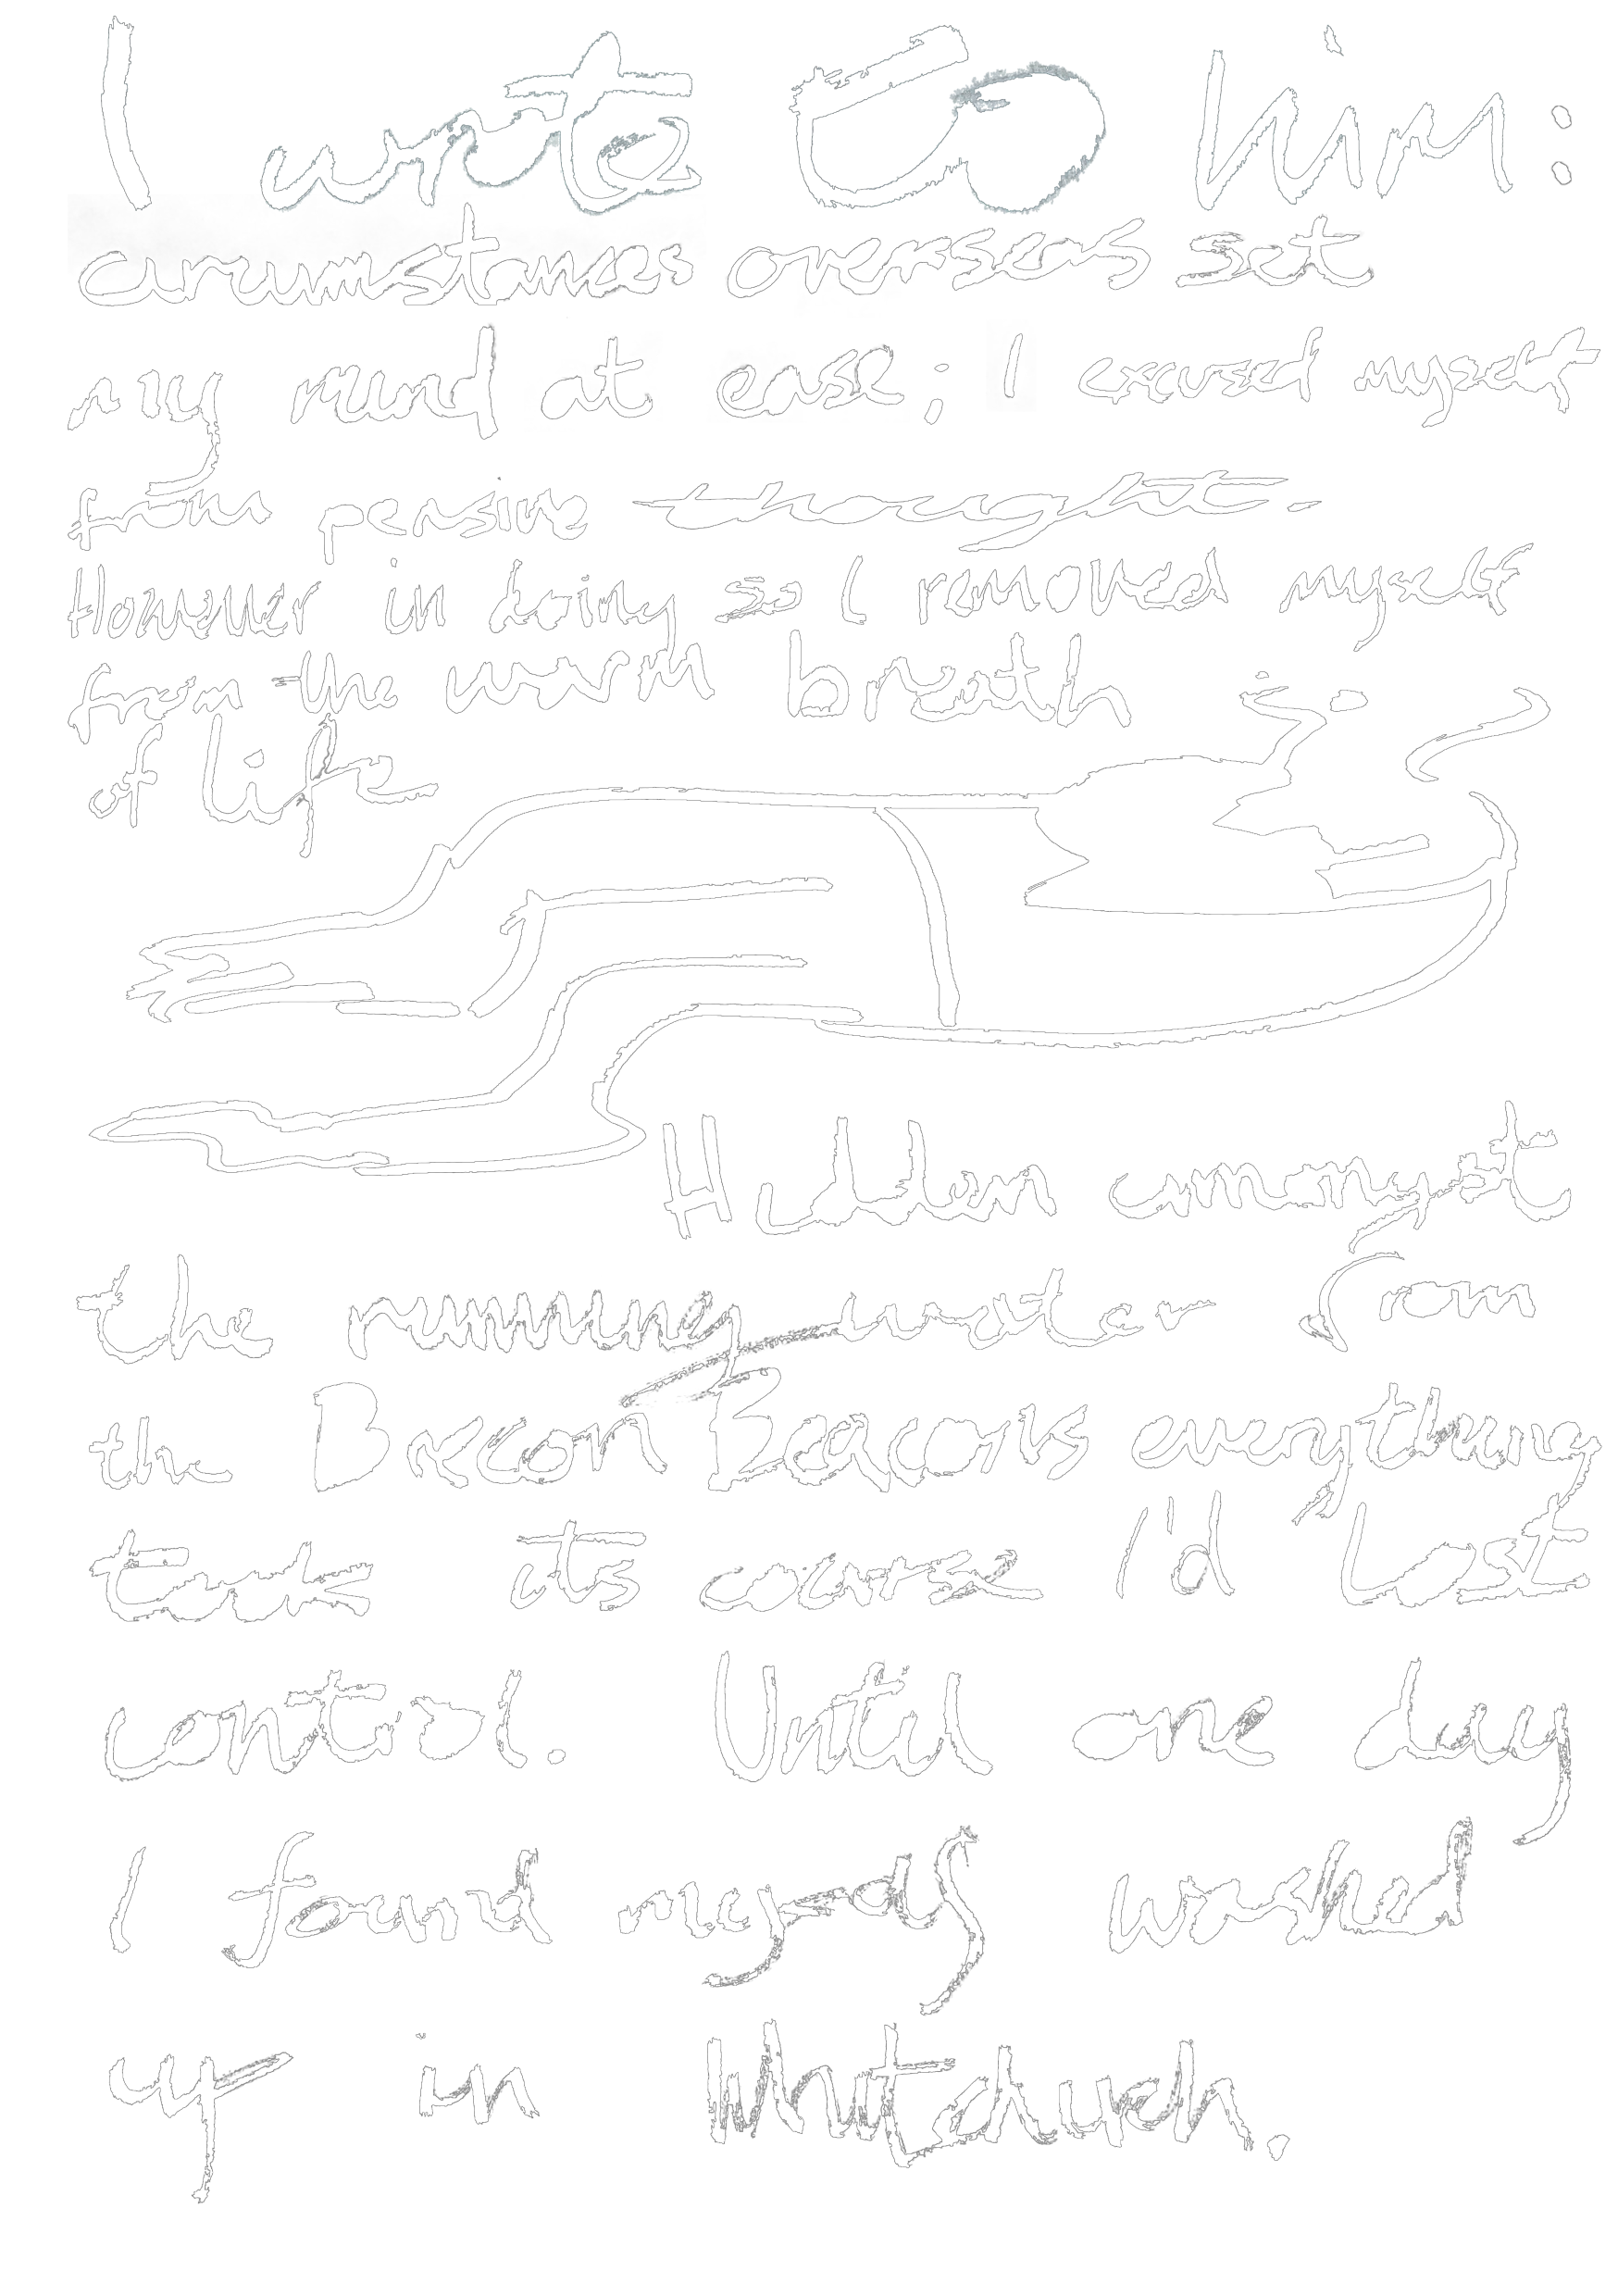 I wrote to him:
circumstances overseas set
my mind at ease; I excused myself
from pensive thought.
However in doing so I removed myself
from the warm breath
of life
Hidden amongst
the running water from
the Brecon Beacons everything
took its course I'd lost
control. Until one day
I found myself washed
up in Whitchurch.